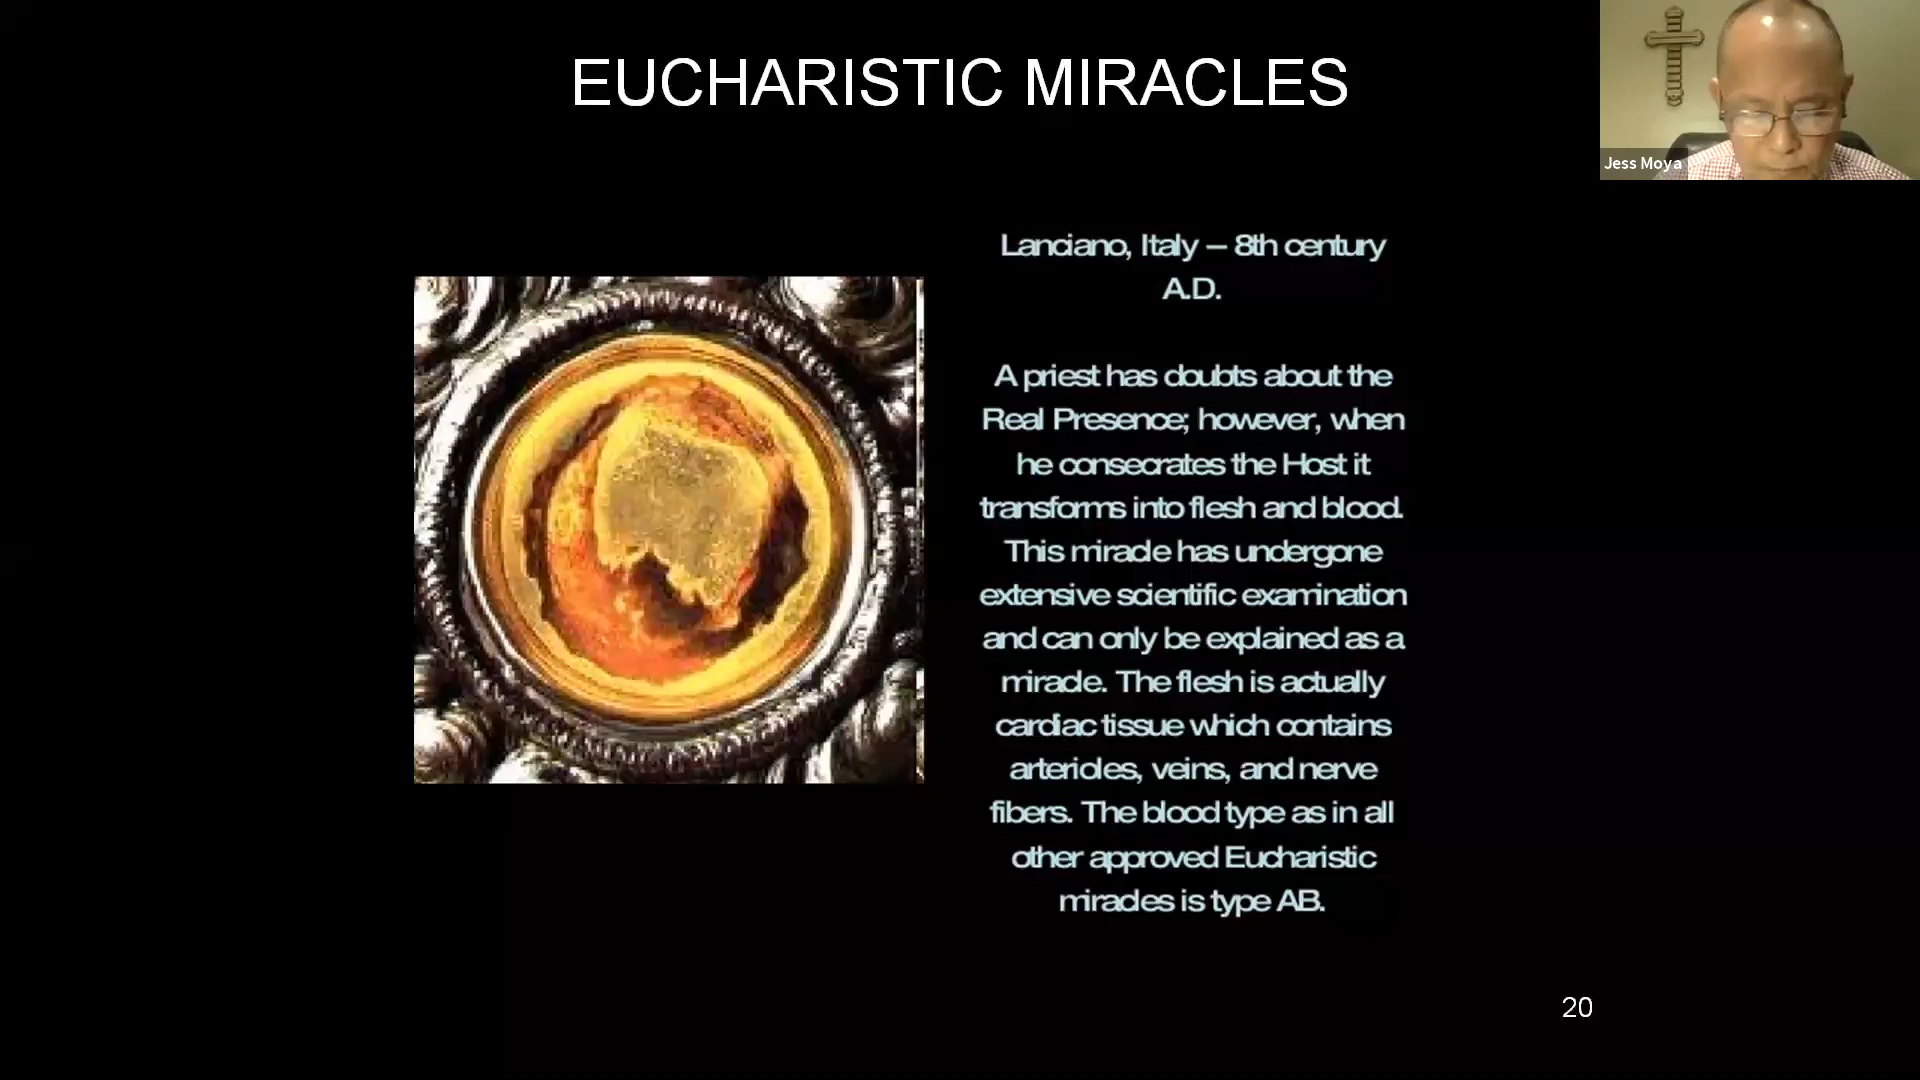 EUCHARISTIC MIRACLES
Jess Moya
Lanciano, Italy – 8th century
A.D.
A priest has doubts about the
Real Presence; however, when
he consecrates the Host it
transforms into flesh and blood.
This miracle has undergone
extensive scientific examination
and can only be explained as a
miracle. The flesh is actually
cardiac tissue which contains
arterioles, veins, and nerve
fibers. The blood type as in all
other approved Eucharistic
miracles is type AB.
20